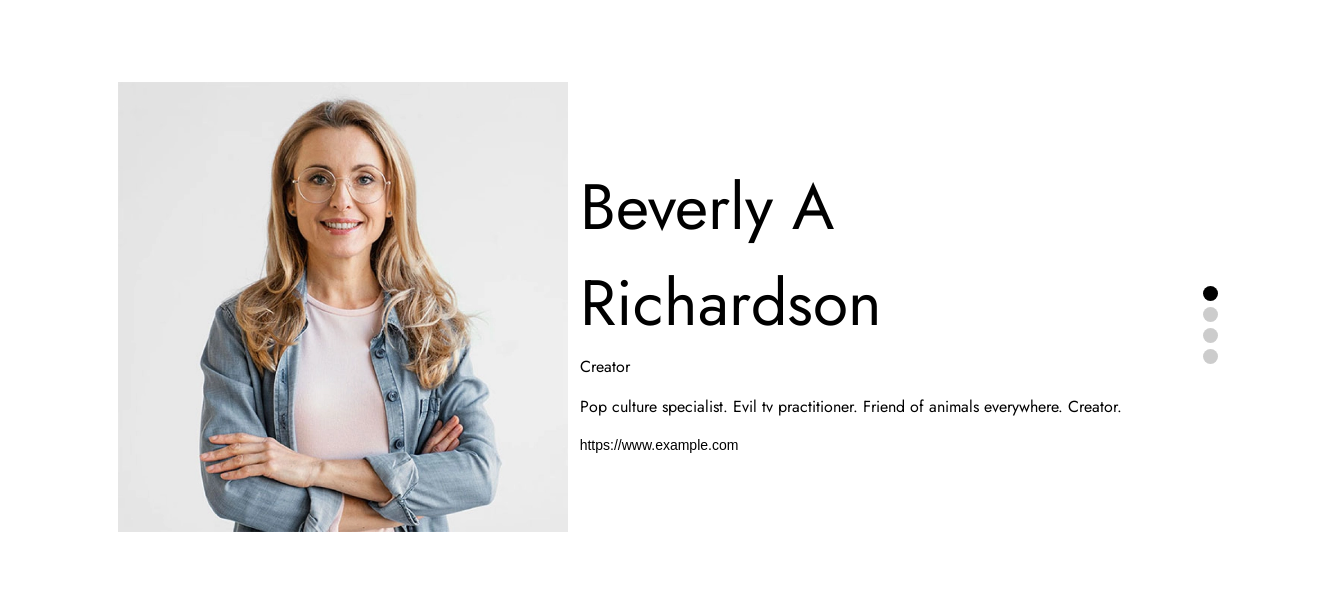 Beverly A
Richardson
Creator
Pop culture specialist. Evil tv practitioner. Friend of animals everywhere. Creator.
https://www.example.com